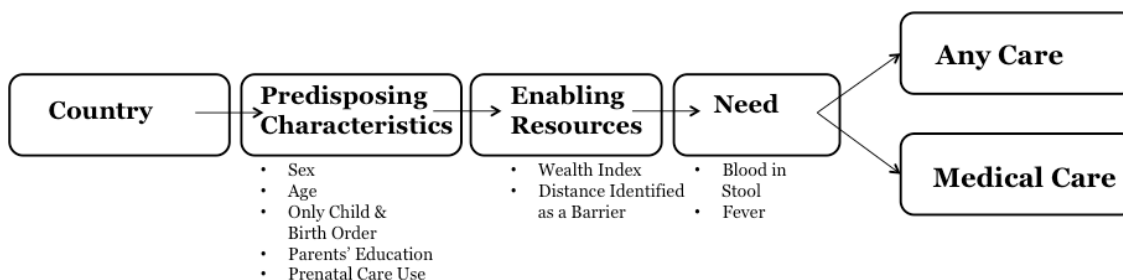 Country
Predisposing
Characteristics
• Sex
• Age
• Only Child &
Birth Order
• Parents' Education
• Prenatal Care Use
Enabling
Resources
• Wealth Index
• Distance Identified
as a Barrier
Need
• Blood in
Stool
• Fever
Any Care
Medical Care